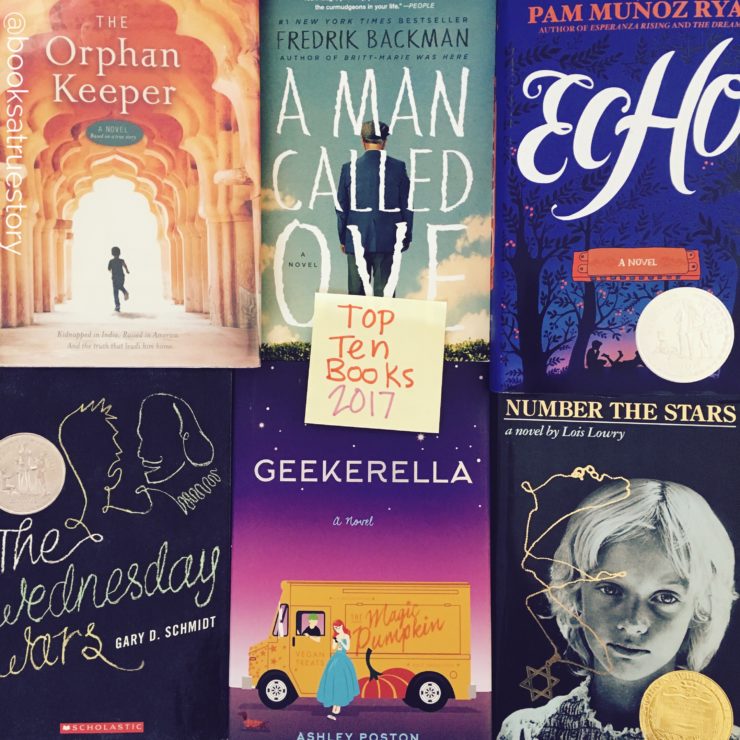 @booksatruestory
THE
Orphan
Keeper
A NOVEL
Based on a true story
Kidnapped in India. Raised in America.
And the truth that leads him home.
the curmudgeons in your life." —PEOPLE
#1 NEW YORK TIMES BESTSELLER
FREDRIK BACKMAN
AUTHOR OF BRITT-MARIE WAS HERE
A MAN
CALLED
OVE
A
NOVEL
PAM MUÑOZ RYA
AUTHOR OF ESPERANZA RISING AND THE DREAM
ECHO
A NOVEL
TOP
Ten
Books
2017
The
Wednesday
Wars
GARY D. SCHMIDT
SCHOLASTIC
GEEKERELLA
a Novel
THE
Magic
Pumpkin
VEGAN
TREATS
ASHLEY POSTON
NUMBER THE STARS
a novel by Lois Lowry